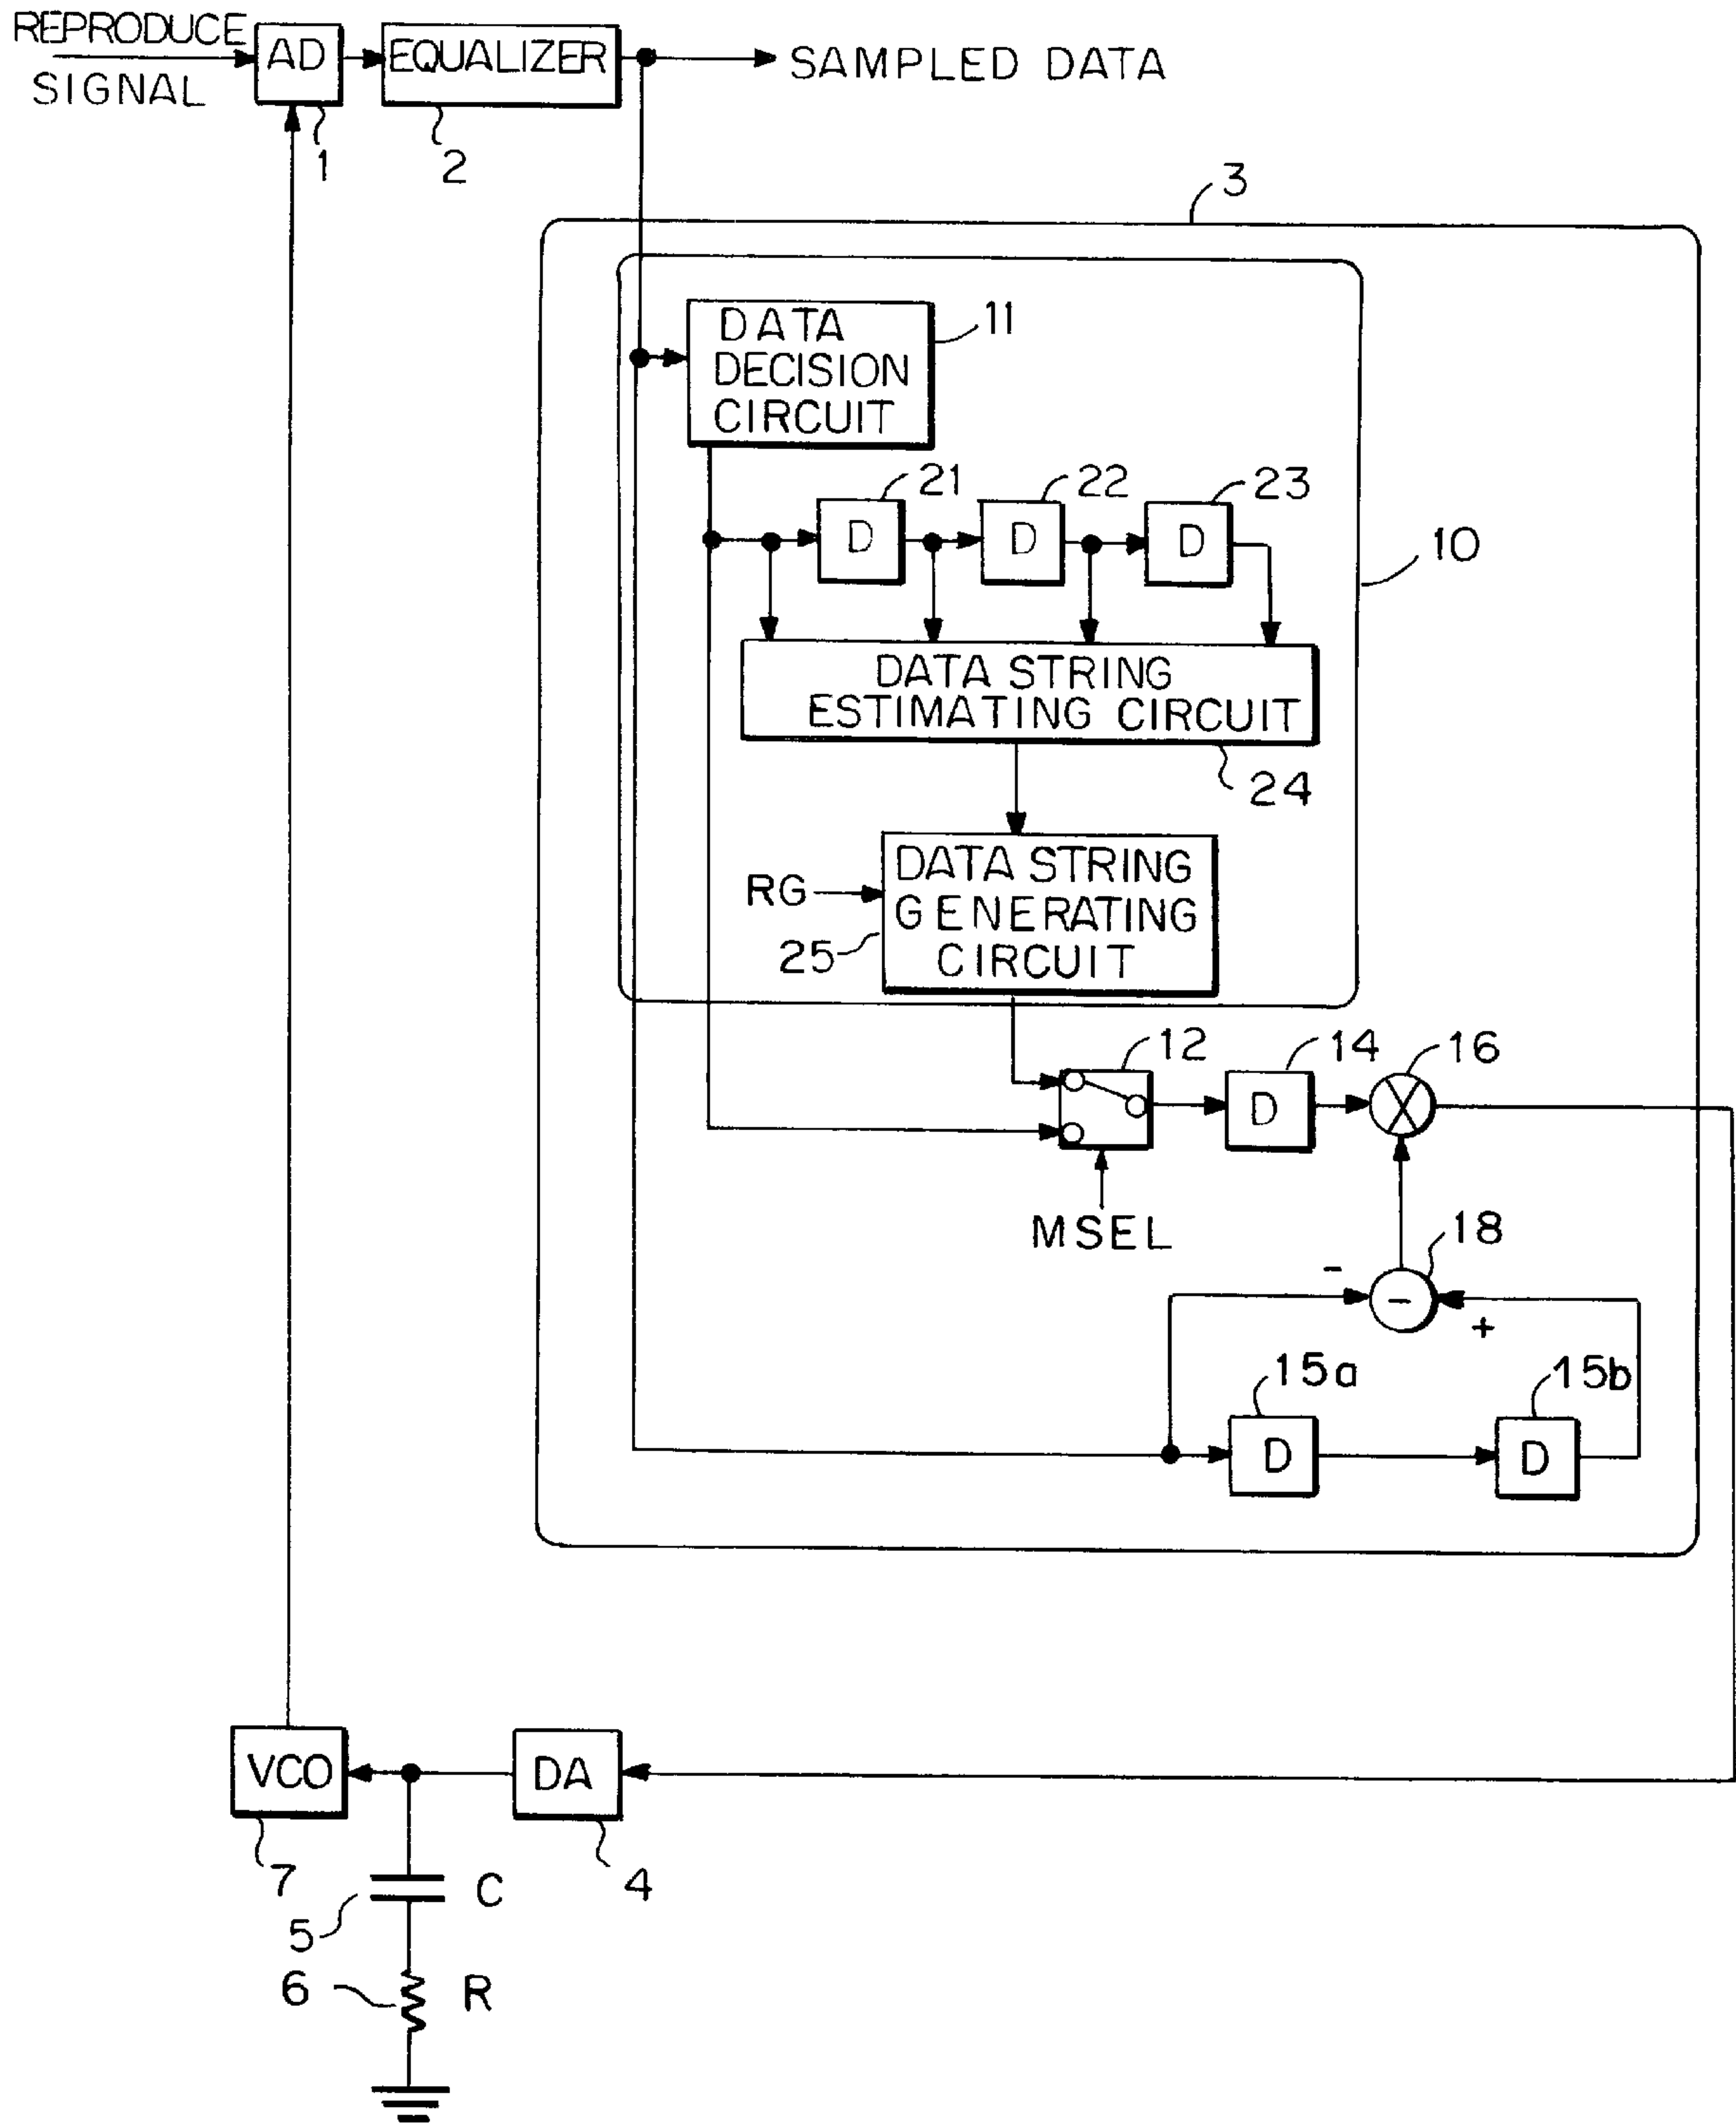 REPRODUCE
SIGNAL
AD
EQUALIZER
SAMPLED DATA
1
2
3
DATA
DECISION
CIRCUIT
11
21
22
23
D
D
D
10
DATA STRING
ESTIMATING CIRCUIT
24
RG
DATA STRING
GENERATING
CIRCUIT
25
12
14
16
D
MSEL
18
-
-
+
15a
15b
D
D
VCO
DA
7
4
C
5
6
R